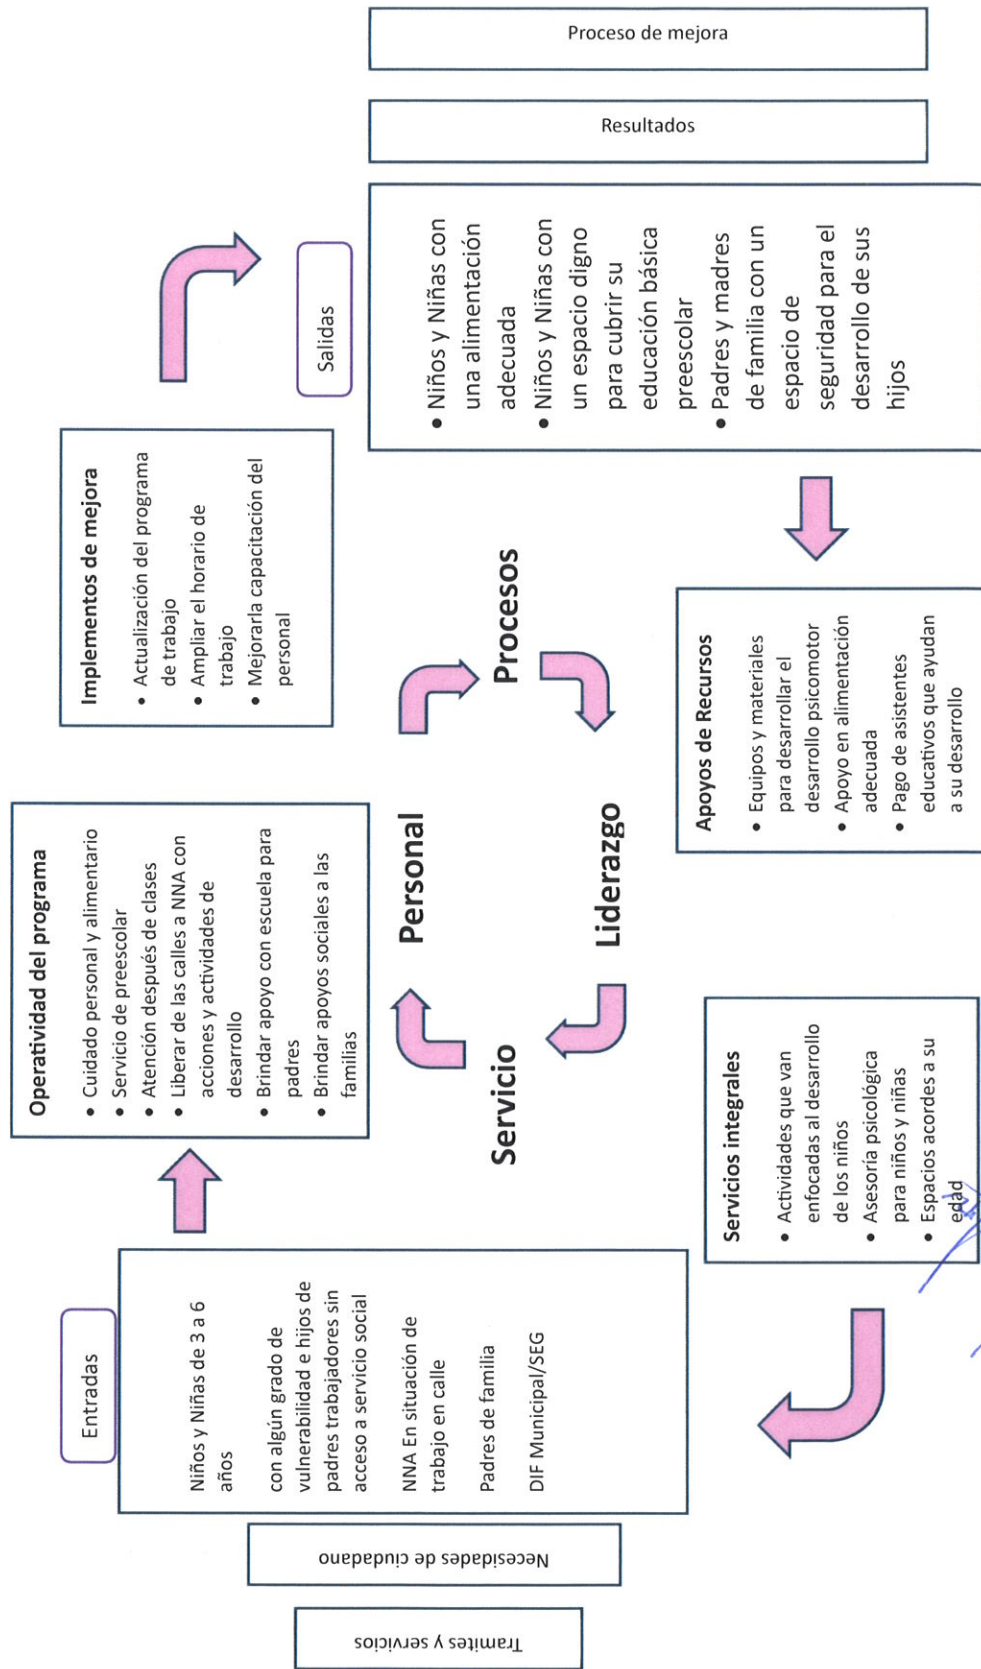 Tramites y servicios
Necesidades de ciudadano
Entradas
Niños y Niñas de 3 a 6
años
con algún grado de
vulnerabilidad e hijos de
padres trabajadores sin
acceso a servicio social
NNA En situación de
trabajo en calle
Padres de familia
DIF Municipal/SEG
Operatividad del programa
• Cuidado personal y alimentario
• Servicio de preescolar
• Atención después de clases
• Liberar de las calles a NNA con
acciones y actividades de
desarrollo
• Brindar apoyo con escuela para
padres
• Brindar apoyos sociales a las
familias
Implementos de mejora
• Actualización del programa
de trabajo
• Ampliar el horario de
trabajo
• Mejorarla capacitación del
personal
Salidas
• Niños y Niñas con
una alimentación
adecuada
• Niños y Niñas con
un espacio digno
para cubrir su
educación básica
preescolar
• Padres y madres
de familia con un
espacio de
seguridad para el
desarrollo de sus
hijos
Resultados
Proceso de mejora
Servicio
Personal
Procesos
Liderazgo
Servicios integrales
• Actividades que van
enfocadas al desarrollo
de los niños
• Asesoría psicológica
para niños y niñas
• Espacios acordes a su
edad
Apoyos de Recursos
• Equipos y materiales
para desarrollar el
desarrollo psicomotor
• Apoyo en alimentación
adecuada
• Pago de asistentes
educativos que ayudan
a su desarrollo